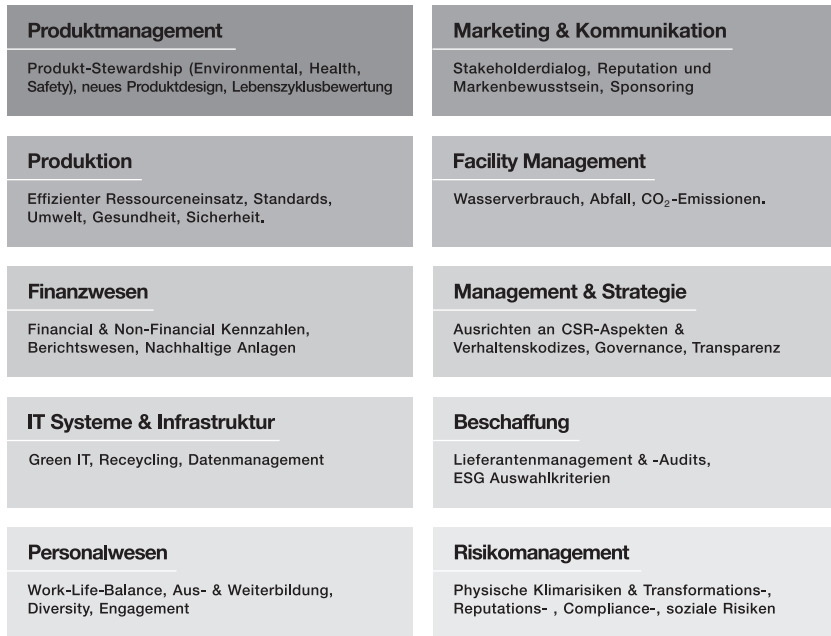 Produktmanagement
Produkt-Stewardship (Environmental, Health,
Safety), neues Produktdesign, Lebenszyklusbewertung
Marketing & Kommunikation
Stakeholderdialog, Reputation und
Markenbewusstsein, Sponsoring
Produktion
Effizienter Ressourceneinsatz, Standards,
Umwelt, Gesundheit, Sicherheit.
Facility Management
Wasserverbrauch, Abfall, CO₂-Emissionen.
Finanzwesen
Financial & Non-Financial Kennzahlen,
Berichtswesen, Nachhaltige Anlagen
Management & Strategie
Ausrichten an CSR-Aspekten &
Verhaltenskodizes, Governance, Transparenz
IT Systeme & Infrastruktur
Green IT, Receycling, Datenmanagement
Beschaffung
Lieferantenmanagement & -Audits,
ESG Auswahlkriterien
Personalwesen
Work-Life-Balance, Aus- & Weiterbildung,
Diversity, Engagement
Risikomanagement
Physische Klimarisiken & Transformations-,
Reputations- , Compliance-, soziale Risiken